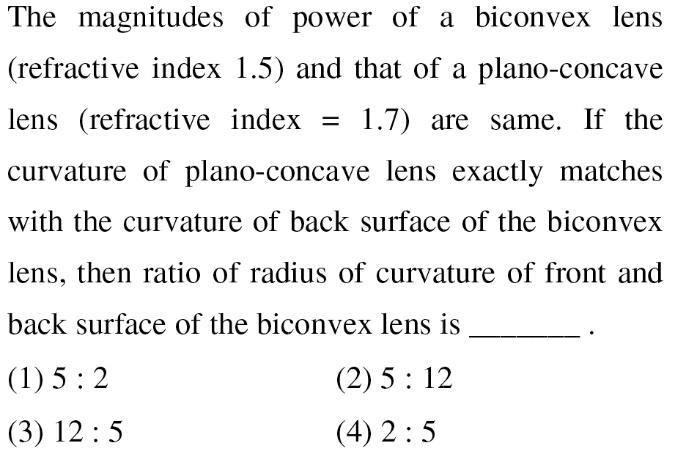 The magnitudes of power of a biconvex lens
(refractive index 1.5) and that of a plano-concave
lens (refractive index = 1.7) are same. If the
curvature of plano-concave lens exactly matches
with the curvature of back surface of the biconvex
lens, then ratio of radius of curvature of front and
back surface of the biconvex lens is _______ .
(1) 5 : 2 (2) 5 : 12
(3) 12 : 5 (4) 2 : 5